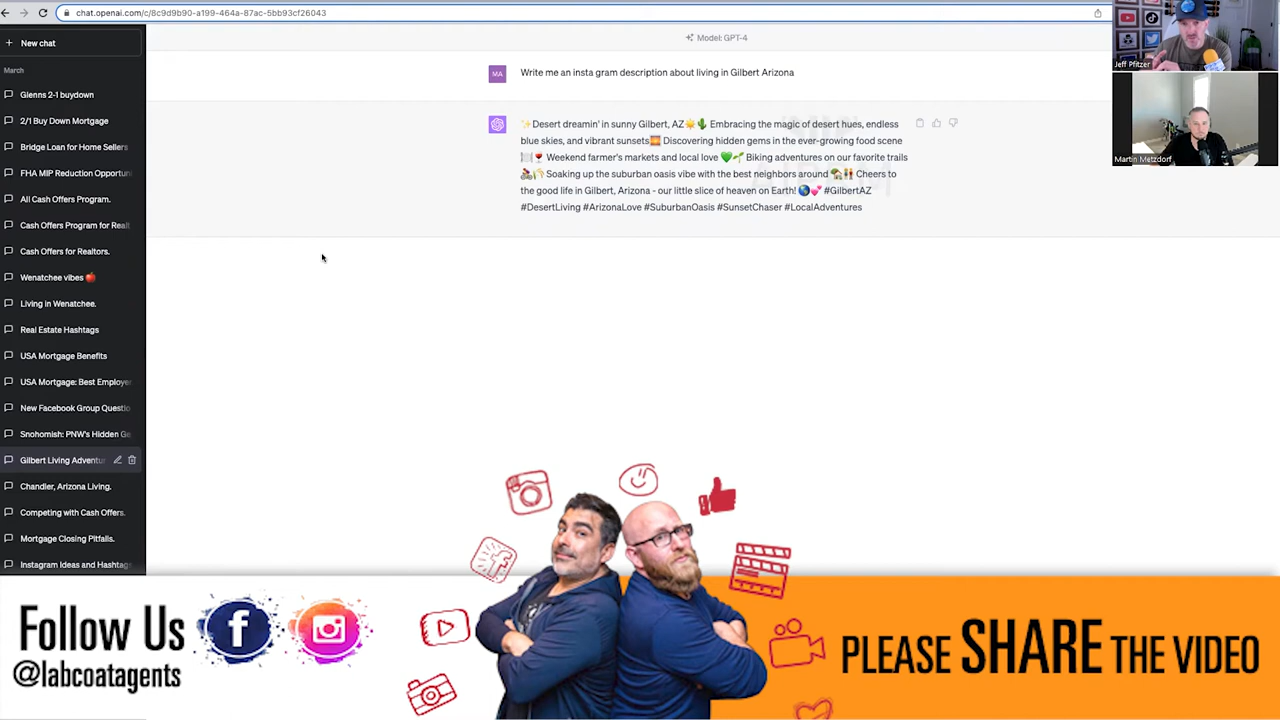 chat.openai.com/c/8c9d9b90-a199-464a-87ac-5bb93cf26043
New chat
Model: GPT-4
March
Glenns 2-1 buydown
2/1 Buy Down Mortgage
Bridge Loan for Home Sellers
FHA MIP Reduction Opportun
All Cash Offers Program.
Cash Offers Program for Realt
Cash Offers for Realtors.
Wenatchee vibes 🍎
Living in Wenatchee.
Real Estate Hashtags
USA Mortgage Benefits
USA Mortgage: Best Employe
New Facebook Group Questio
Snohomish: PNW's Hidden Ge
Gilbert Living Adventu
Chandler, Arizona Living.
Competing with Cash Offers.
Mortgage Closing Pitfalls.
Instagram Ideas and Hashtag
MA
Write me an insta gram description about living in Gilbert Arizona
✨Desert dreamin' in sunny Gilbert, AZ☀️🌵 Embracing the magic of desert hues, endless
blue skies, and vibrant sunsets🌅 Discovering hidden gems in the ever-growing food scene
🍽️🍷 Weekend farmer's markets and local love 💚🌱 Biking adventures on our favorite trails
🚴🥂 Soaking up the suburban oasis vibe with the best neighbors around 🏡👫 Cheers to
the good life in Gilbert, Arizona - our little slice of heaven on Earth! 🌎💕 #GilbertAZ
#DesertLiving #ArizonaLove #SuburbanOasis #SunsetChaser #LocalAdventures
Jeff Pfitzer
Martin Metzdorf
Follow Us
@labcoatagents
PLEASE SHARE THE VIDEO